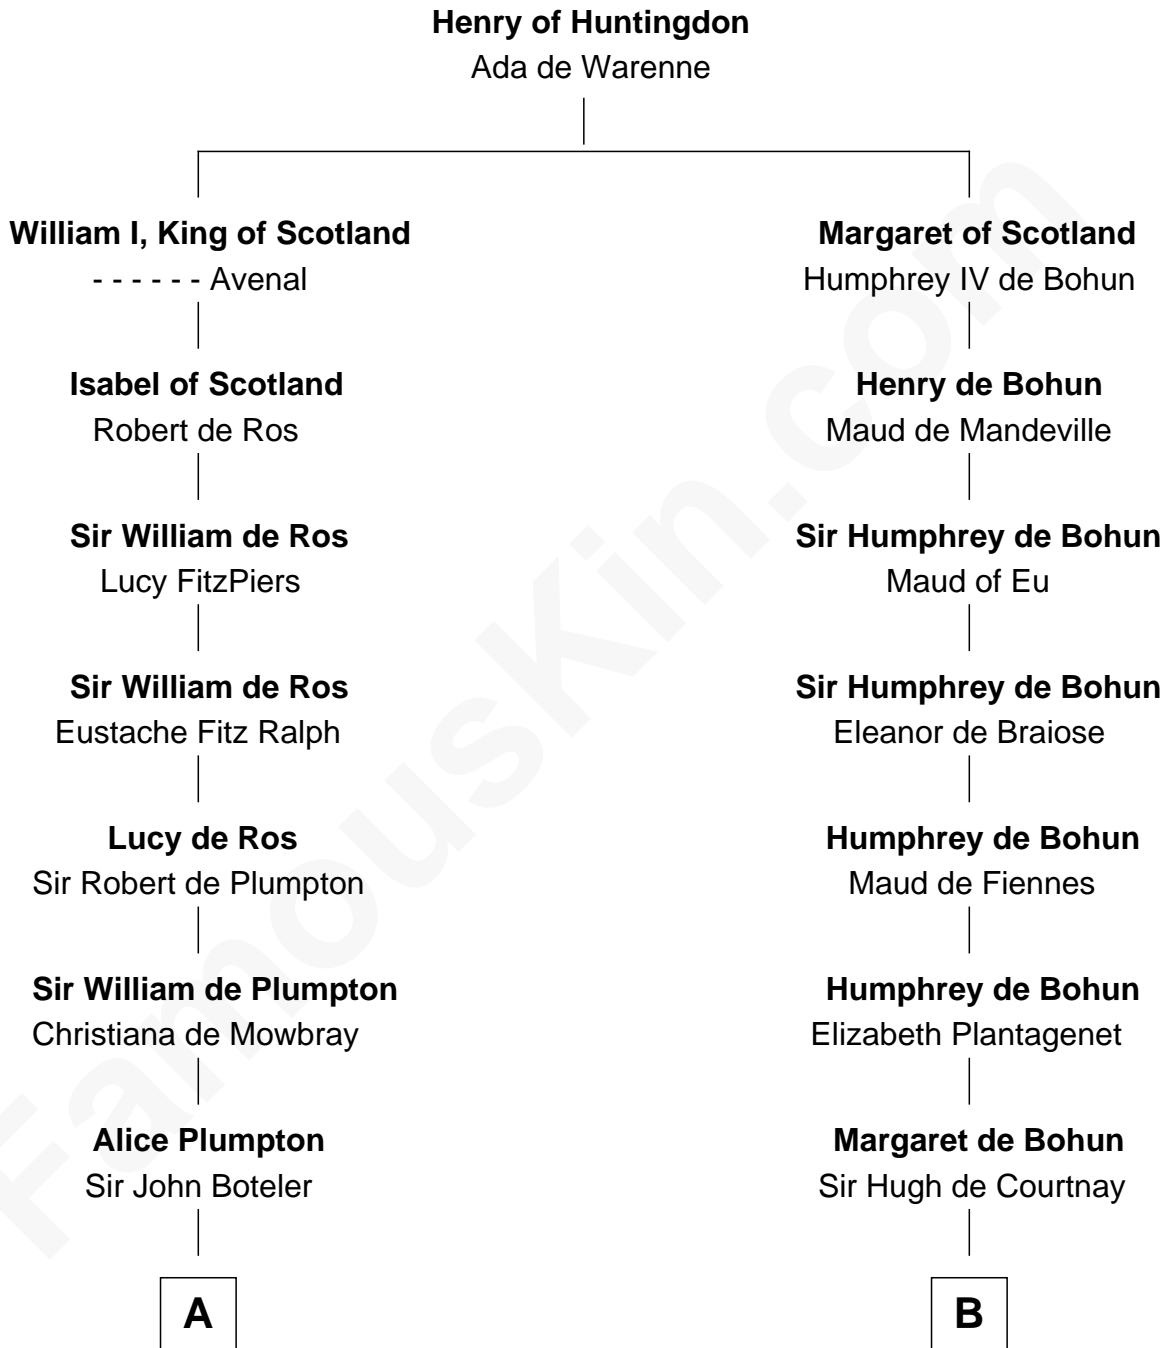 Henry of Huntingdon
Ada de Warenne
William I, King of Scotland
- - - - - - Avenal
Isabel of Scotland
Robert de Ros
Sir William de Ros
Lucy FitzPiers
Sir William de Ros
Eustache Fitz Ralph
Lucy de Ros
Sir Robert de Plumpton
Sir William de Plumpton
Christiana de Mowbray
Alice Plumpton
Sir John Boteler
A
Margaret of Scotland
Humphrey IV de Bohun
Henry de Bohun
Maud de Mandeville
Sir Humphrey de Bohun
Maud of Eu
Sir Humphrey de Bohun
Eleanor de Braiose
Humphrey de Bohun
Maud de Fiennes
Humphrey de Bohun
Elizabeth Plantagenet
Margaret de Bohun
Sir Hugh de Courtnay
B
FamousKin.com